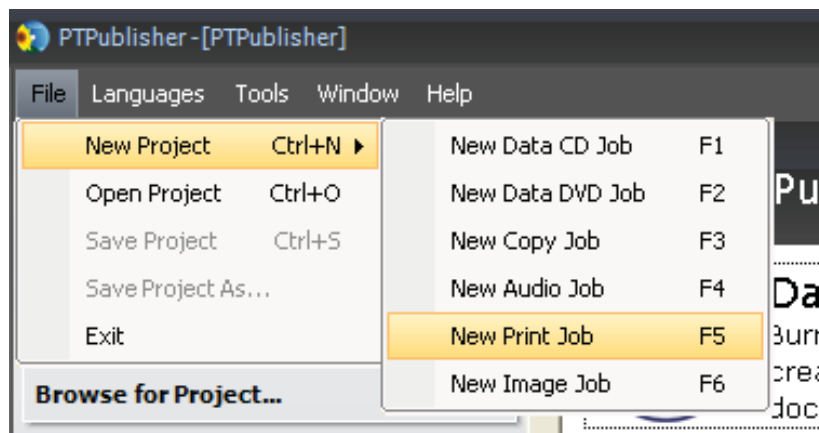 PTPublisher - [PTPublisher]
File Languages Tools Window Help
New Project Ctrl+N
Open Project Ctrl+O
Save Project Ctrl+S
Save Project As...
Exit
Browse for Project...
New Data CD Job F1
New Data DVD Job F2
New Copy Job F3
New Audio Job F4
New Print Job F5
New Image Job F6